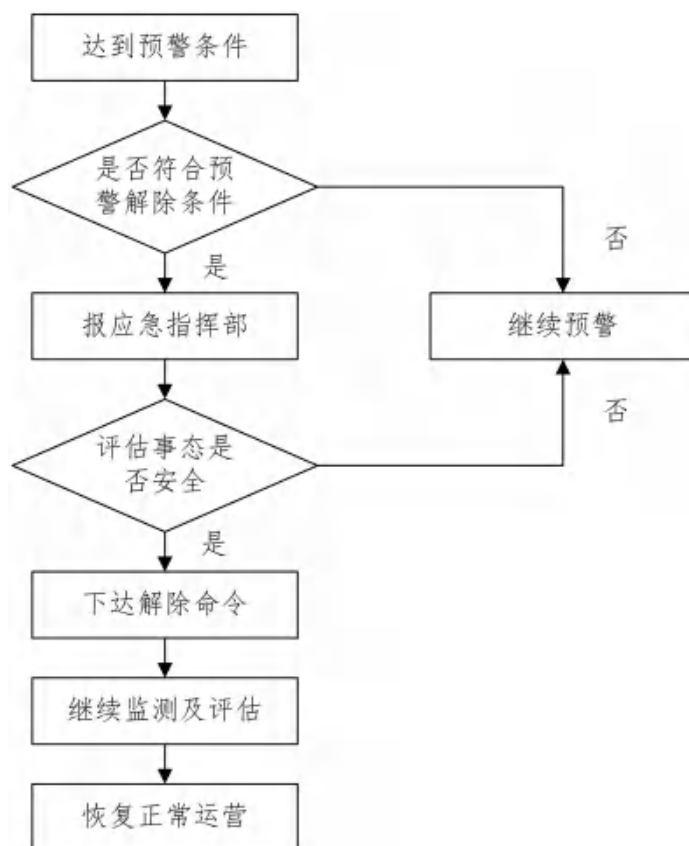 达到预警条件
是否符合预
警解除条件
否
是
报应急指挥部
继续预警
否
评估事态是
否安全
是
下达解除命令
继续监测及评估
恢复正常运营